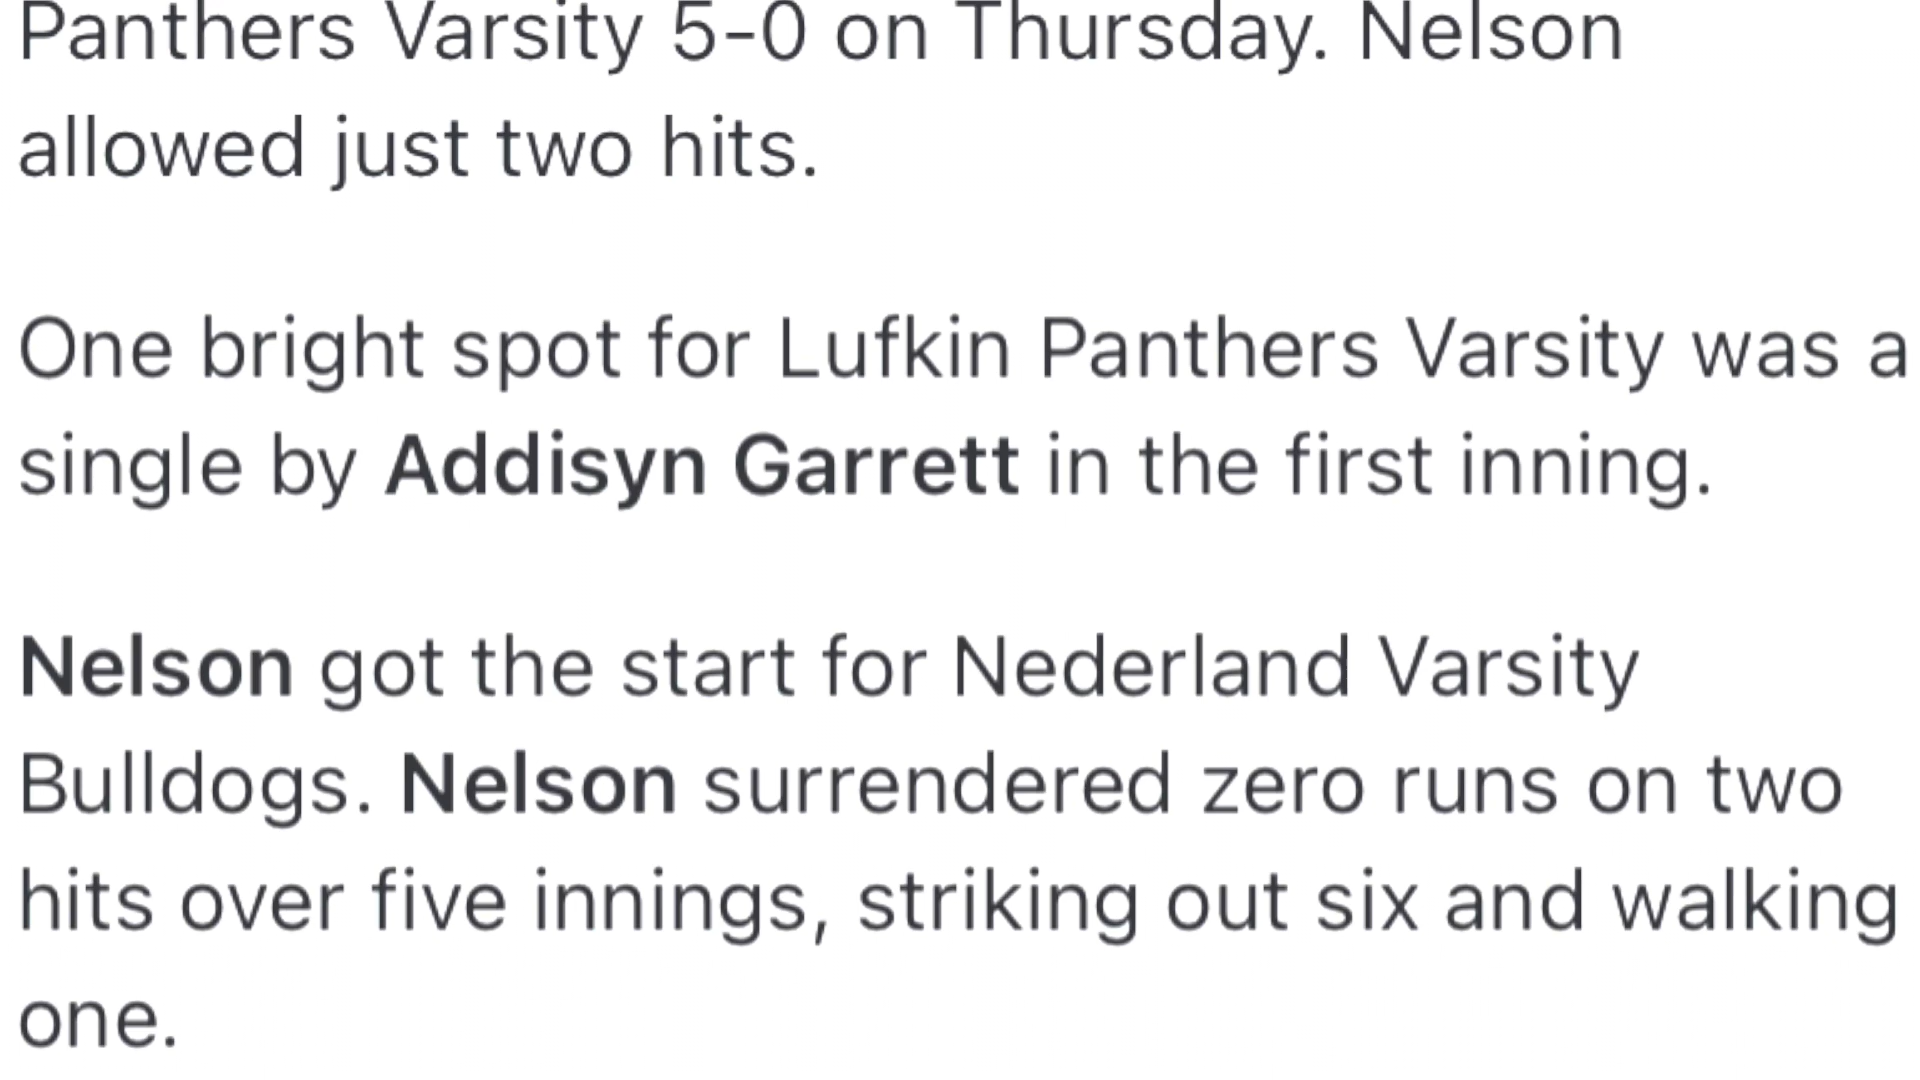 Panthers Varsity 5-0 on Thursday. Nelson
allowed just two hits.
One bright spot for Lufkin Panthers Varsity was a
single by Addisyn Garrett in the first inning.
Nelson got the start for Nederland Varsity
Bulldogs. Nelson surrendered zero runs on two
hits over five innings, striking out six and walking
one.